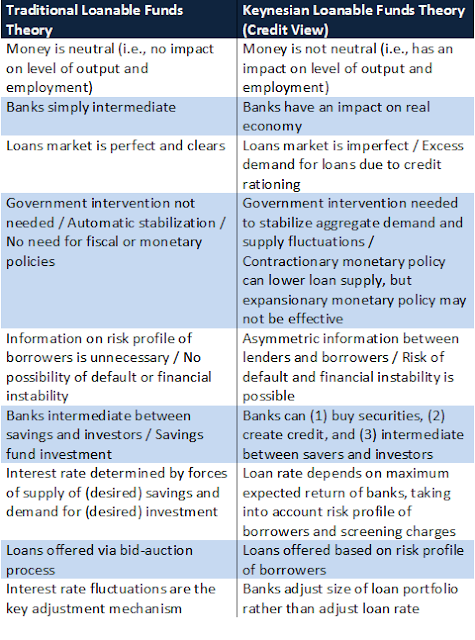 Traditional Loanable Funds
Theory
Keynesian Loanable Funds Theory
(Credit View)
Money is neutral (i.e., no impact
on level of output and
employment)
Money is not neutral (i.e., has an
impact on level of output and
employment)
Banks simply intermediate
Banks have an impact on real
economy
Loans market is perfect and clears
Loans market is imperfect / Excess
demand for loans due to credit
rationing
Government intervention not
needed / Automatic stabilization /
No need for fiscal or monetary
policies
Government intervention needed
to stabilize aggregate demand and
supply fluctuations /
Contractionary monetary policy
can lower loan supply, but
expansionary monetary policy may
not be effective
Information on risk profile of
borrowers is unnecessary / No
possibility of default or financial
instability
Asymmetric information between
lenders and borrowers / Risk of
default and financial instability is
possible
Banks intermediate between
savings and investors / Savings
fund investment
Banks can (1) buy securities, (2)
create credit, and (3) intermediate
between savers and investors
Interest rate determined by forces
of supply of (desired) savings and
demand for (desired) investment
Loan rate depends on maximum
expected return of banks, taking
into account risk profile of
borrowers and screening charges
Loans offered via bid-auction
process
Loans offered based on risk profile
of borrowers
Interest rate fluctuations are the
key adjustment mechanism
Banks adjust size of loan portfolio
rather than adjust loan rate